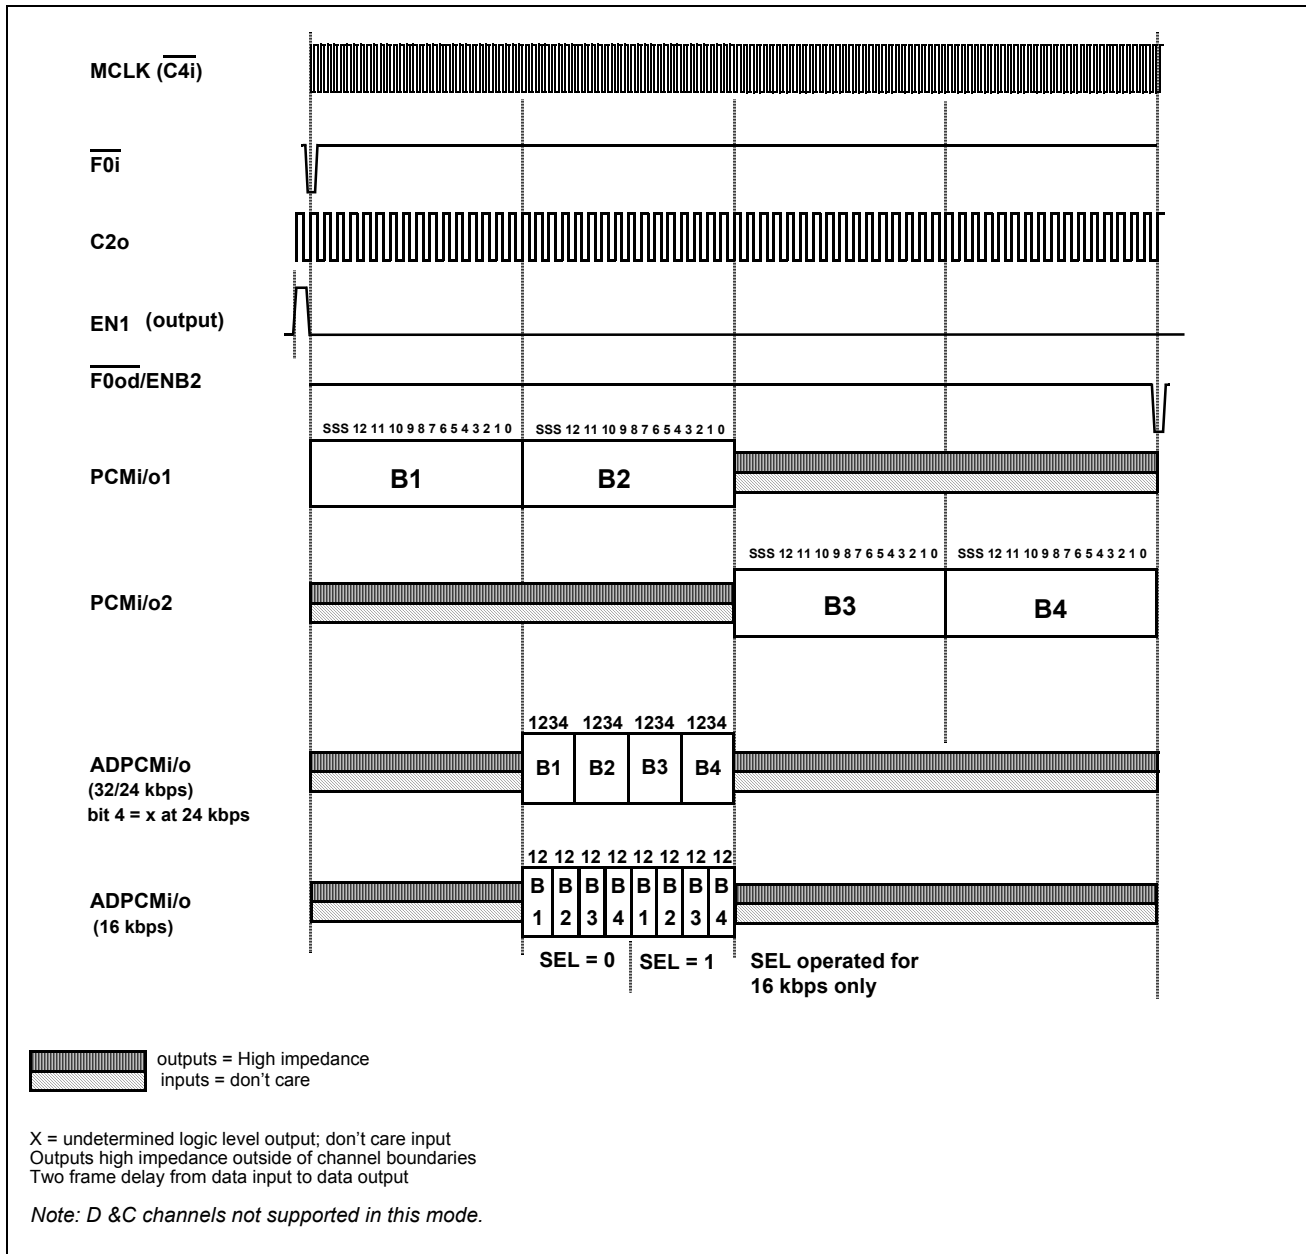 MCLK (C4i)
F0i
C2o
EN1 (output)
F0od/ENB2
SSS 12 11 10 9 8 7 6 5 4 3 2 1 0 SSS 12 11 10 9 8 7 6 5 4 3 2 1 0
PCMi/o1 B1 B2
SSS 12 11 10 9 8 7 6 5 4 3 2 1 0 SSS 12 11 10 9 8 7 6 5 4 3 2 1 0
PCMi/o2 B3 B4
1234 1234 1234 1234
ADPCMi/o B1 B2 B3 B4
(32/24 kbps)
bit 4 = x at 24 kbps
12 12 12 12 12 12 12 12
B B B B B B B B
ADPCMi/o
1 2 3 4 1 2 3 4
(16 kbps)
SEL = 0 SEL = 1 SEL operated for
16 kbps only
outputs = High impedance
inputs = don't care
X = undetermined logic level output; don't care input
Outputs high impedance outside of channel boundaries
Two frame delay from data input to data output
Note: D &C channels not supported in this mode.